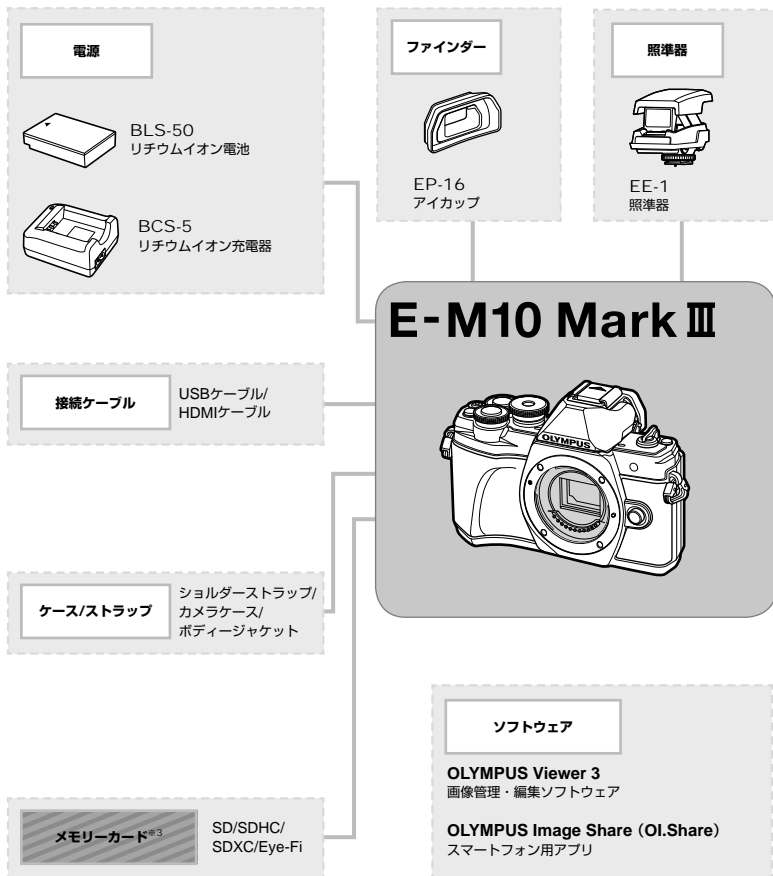 電源
BLS-50
リチウムイオン電池
BCS-5
リチウムイオン充電器
ファインダー
EP-16
アイカップ
照準器
EE-1
照準器
E-M10 Mark Ⅲ
OLYMPUS
接続ケーブル
USBケーブル/
HDMIケーブル
ケース/ストラップ
ショルダーストラップ/
カメラケース/
ボディージャケット
メモリーカード※3
SD/SDHC/
SDXC/Eye-Fi
ソフトウェア
OLYMPUS Viewer 3
画像管理・編集ソフトウェア
OLYMPUS Image Share（OI.Share）
スマートフォン用アプリ